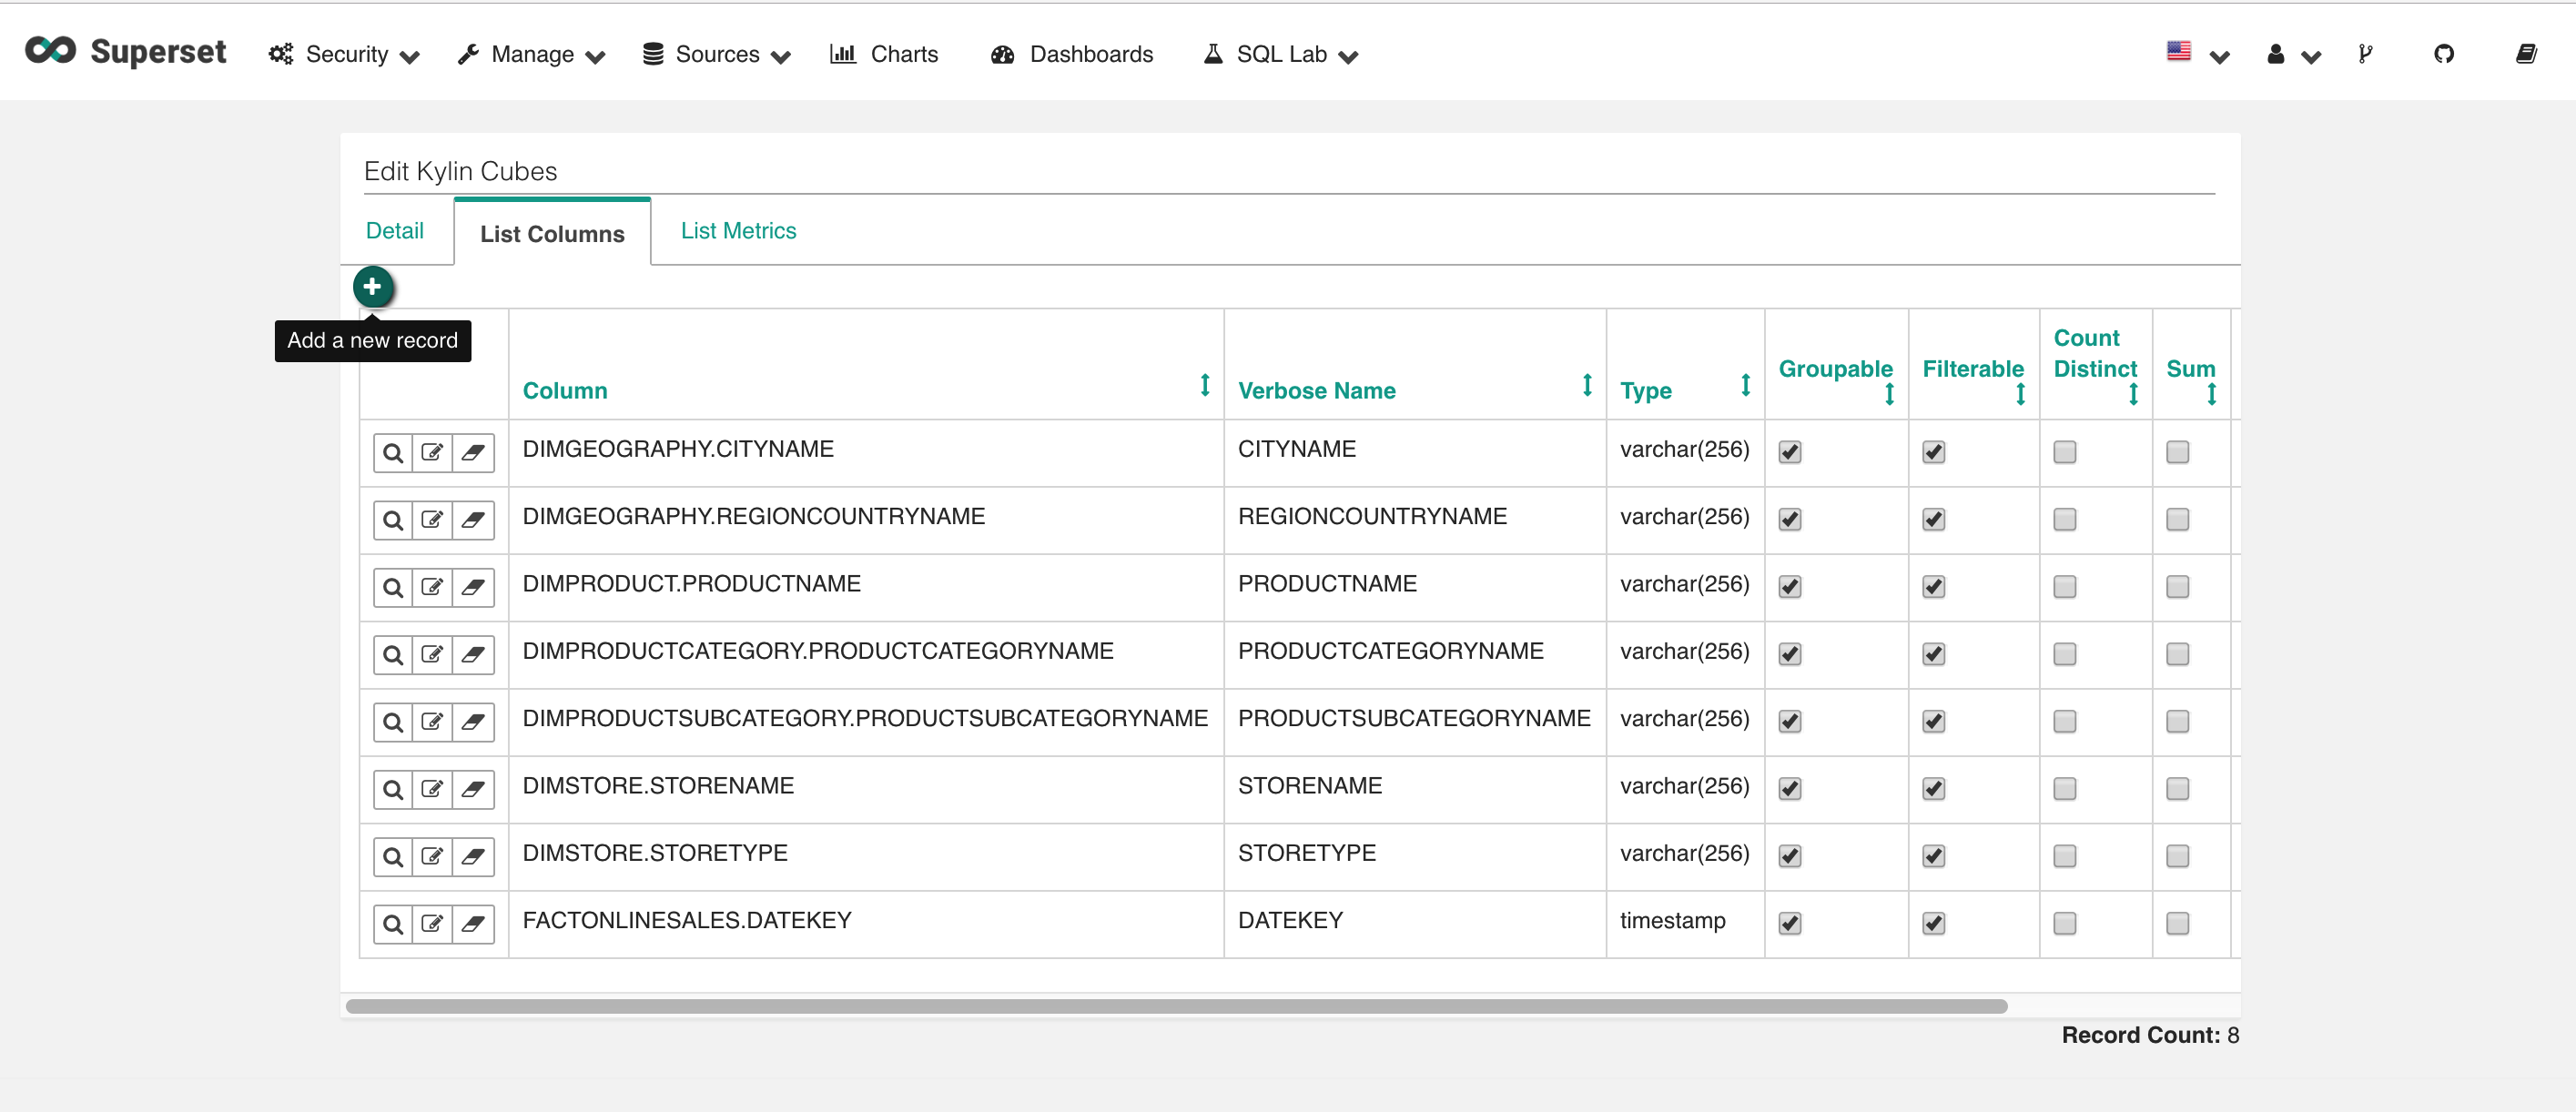 Superset Security Manage Sources Charts Dashboards SQL Lab
Edit Kylin Cubes
Detail List Columns List Metrics
Add a new record
Column Verbose Name Type Groupable Filterable Count Distinct Sum
DIMGEOGRAPHY.CITYNAME CITYNAME varchar(256)
DIMGEOGRAPHY.REGIONCOUNTRYNAME REGIONCOUNTRYNAME varchar(256)
DIMPRODUCT.PRODUCTNAME PRODUCTNAME varchar(256)
DIMPRODUCTCATEGORY.PRODUCTCATEGORYNAME PRODUCTCATEGORYNAME varchar(256)
DIMPRODUCTSUBCATEGORY.PRODUCTSUBCATEGORYNAME PRODUCTSUBCATEGORYNAME varchar(256)
DIMSTORE.STORENAME STORENAME varchar(256)
DIMSTORE.STORETYPE STORETYPE varchar(256)
FACTONLINESALES.DATEKEY DATEKEY timestamp
Record Count: 8